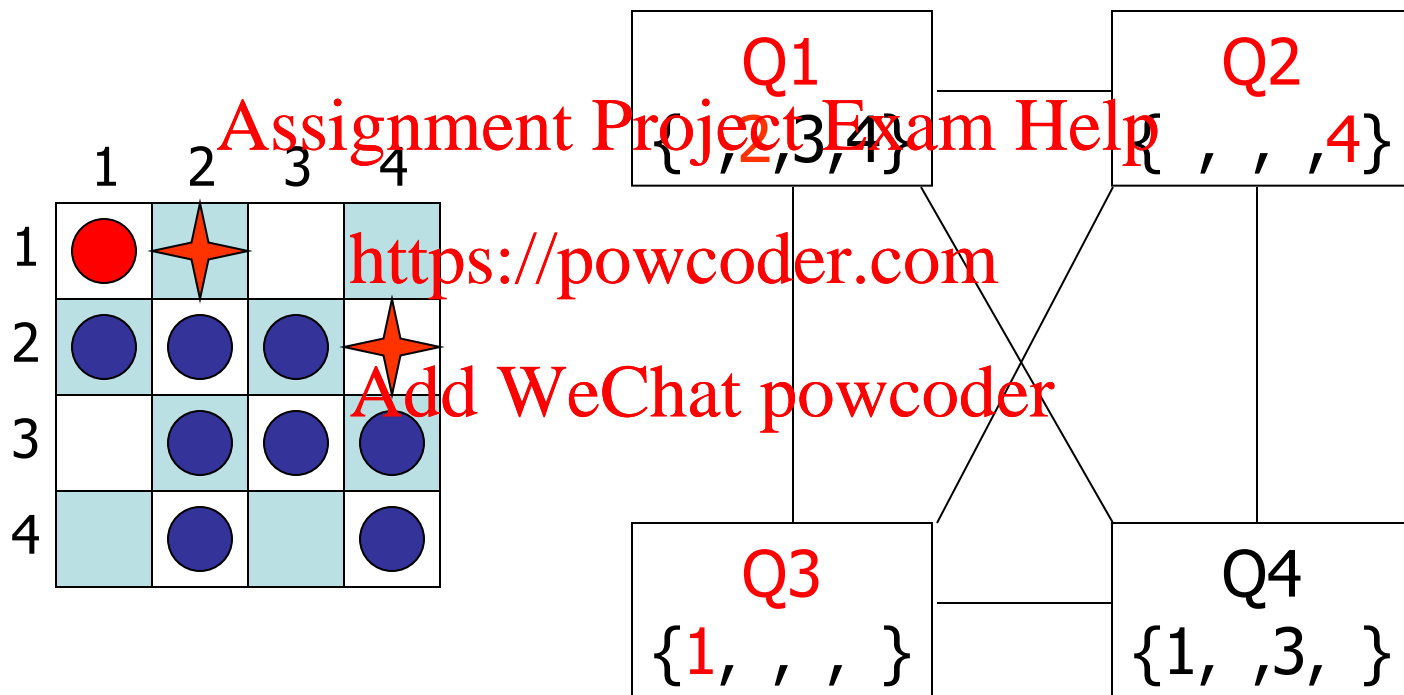 Q1
Q2
Assignment Project Exam Help
{ ,2,3,4}
{ , , ,4}
1 2 3 4
1
https://powcoder.com
2
Add WeChat powcoder
3
4
Q3
Q4
{1, , , }
{1, ,3, }